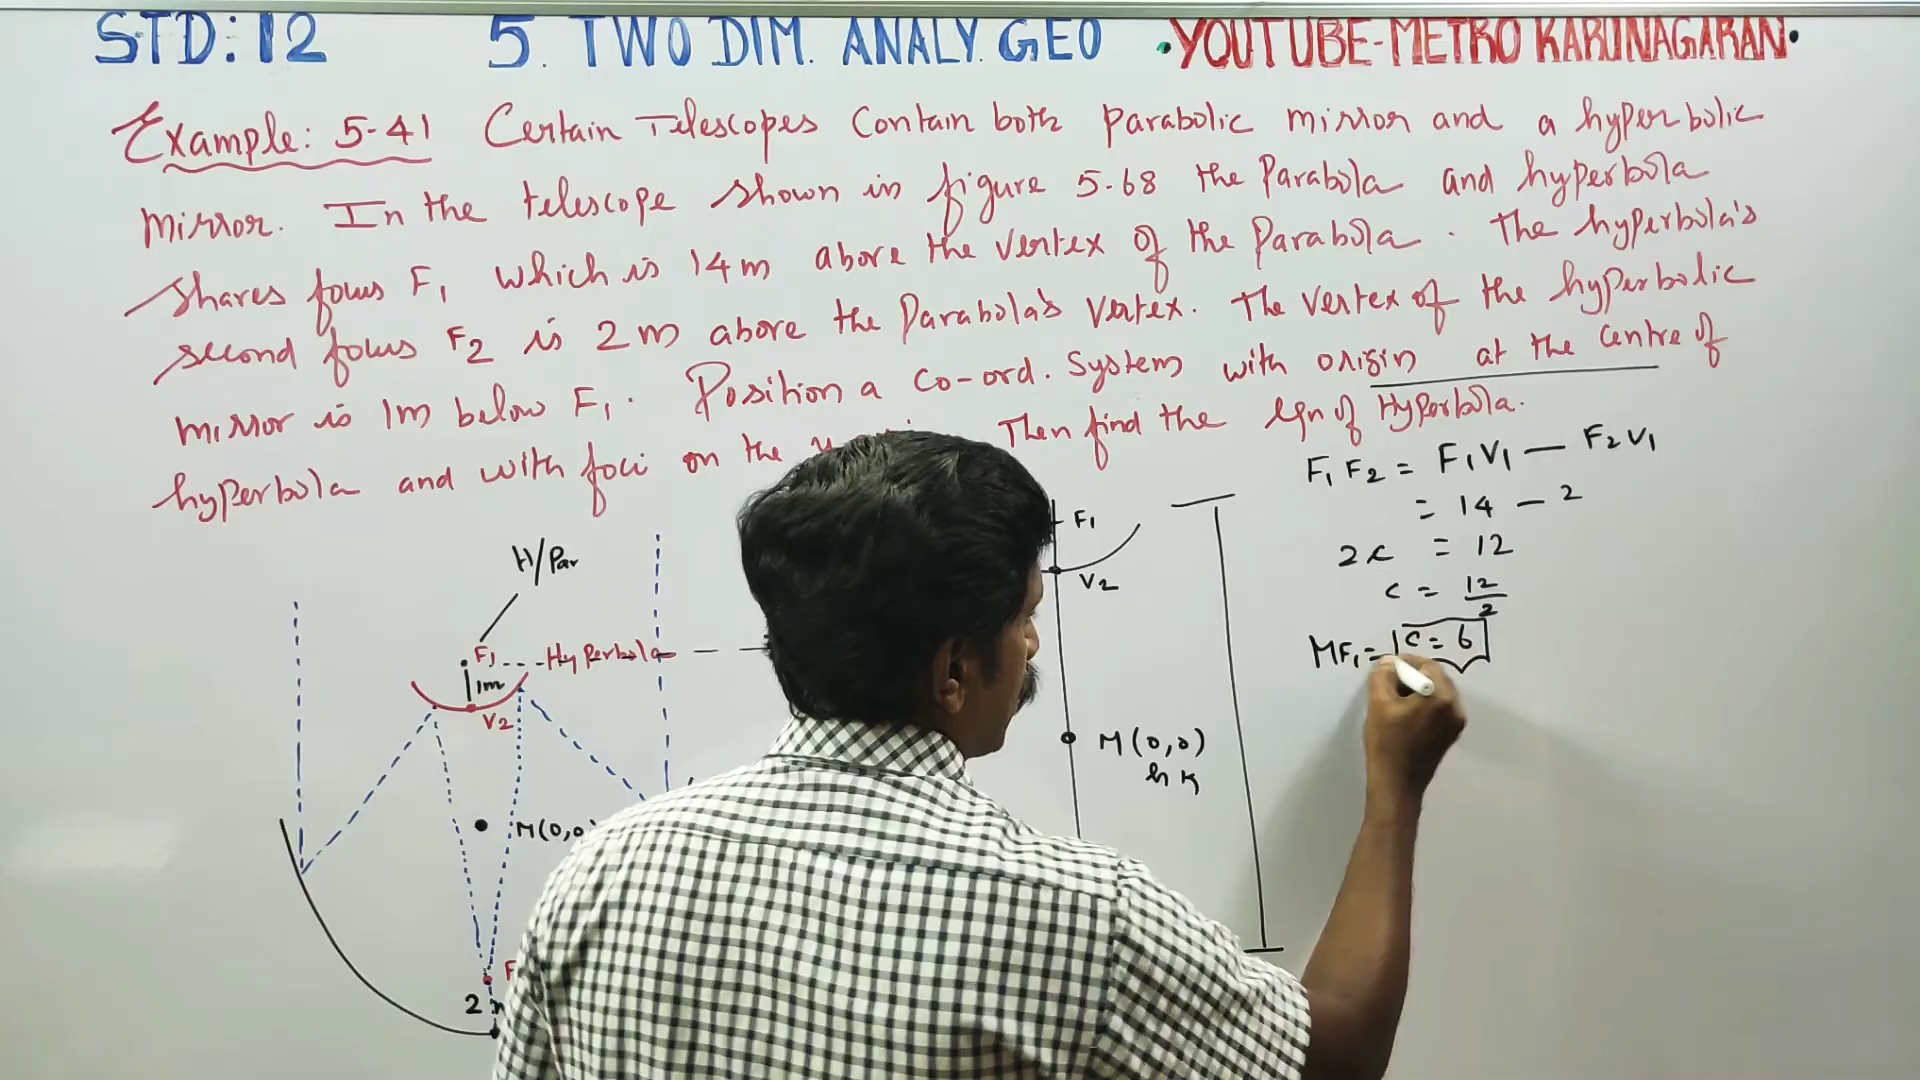 STD: 12 5. TWO DIM. ANALY. GEO • YOUTUBE-METRO KARUNAGARAN •
Example: 5-41 Certain Telescopes Contain both parabolic mirror and a hyperbolic
mirror. In the telescope shown in figure 5.68 the Parabola and hyperbola
shares focus F1 which is 14m above the vertex of the Parabola. The hyperbola's
second focus F2 is 2m above the Parabola's vertex. The vertex of the hyperbolic
mirror is 1m below F1. Position a co-ord. system with origin at the centre of
hyperbola and with foci on the Then find the eqn of Hyperbola.
F1 F2 = F1V1 — F2V1
= 14 — 2
2c = 12
c = 12/2
MF1 = c = 6
H/Par
F1 Hyperbola
1m
V2
M(0,0
F
2
F1
V2
M(0,0)
h k